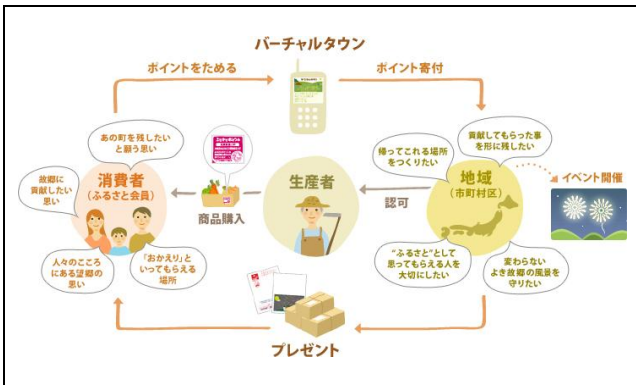 バーチャルタウン
ポイントをためる
ポイント寄付
あの町を残したい
と願う思い
貢献してもらった事
を形に残したい
帰ってこれる場所
をつくりたい
故郷に
貢献したい
思い
消費者
(ふるさと会員)
生産者
地域
(市町村区)
イベント開催
商品購入
認可
人々のこころ
にある望郷の
思い
「おかえり」と
いってもらえる
場所
“ふるさと”として
思ってもらえる人を
大切にしたい
変わらない
よき故郷の風景を
守りたい
プレゼント